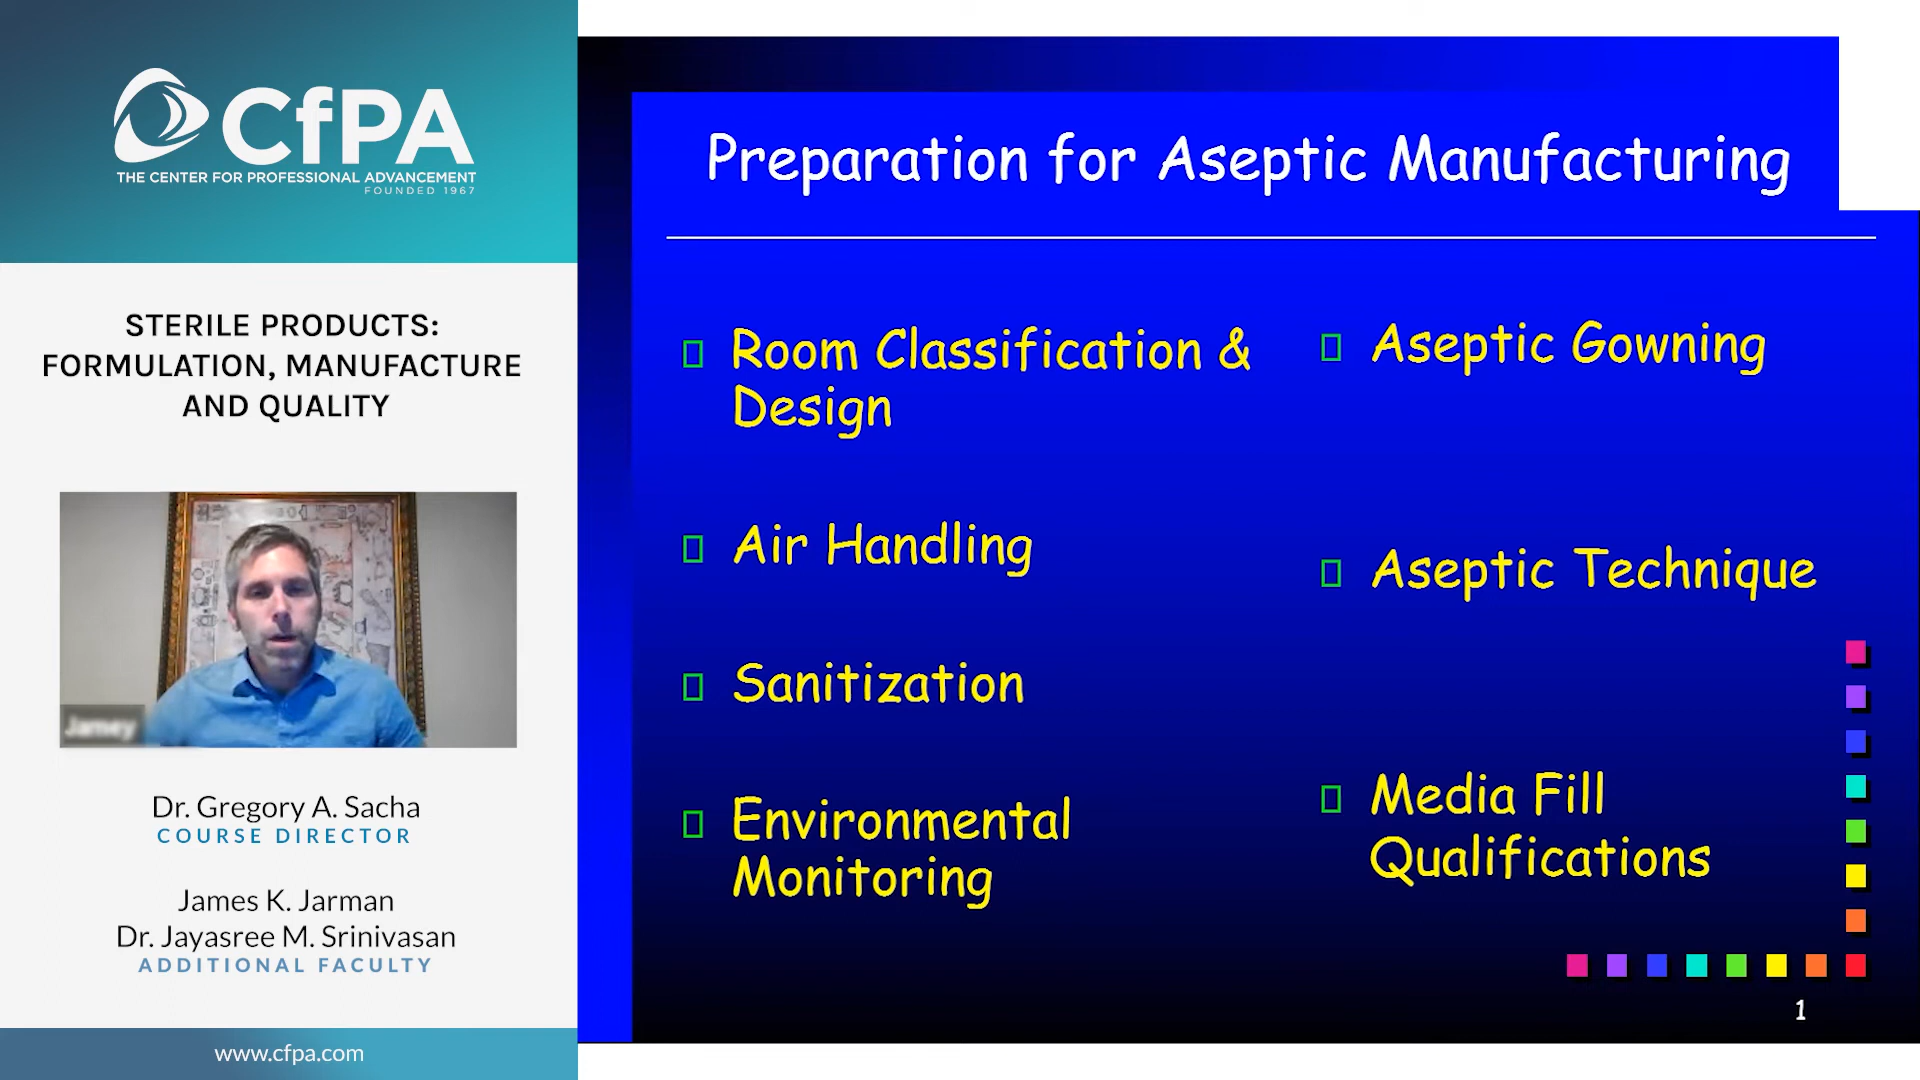 CfPA
THE CENTER FOR PROFESSIONAL ADVANCEMENT
FOUNDED 1967
STERILE PRODUCTS:
FORMULATION, MANUFACTURE
AND QUALITY
Jamey
Dr. Gregory A. Sacha
COURSE DIRECTOR
James K. Jarman
Dr. Jayasree M. Srinivasan
ADDITIONAL FACULTY
www.cfpa.com
Preparation for Aseptic Manufacturing
Room Classification &
Design
Air Handling
Sanitization
Environmental
Monitoring
Aseptic Gowning
Aseptic Technique
Media Fill
Qualifications
1